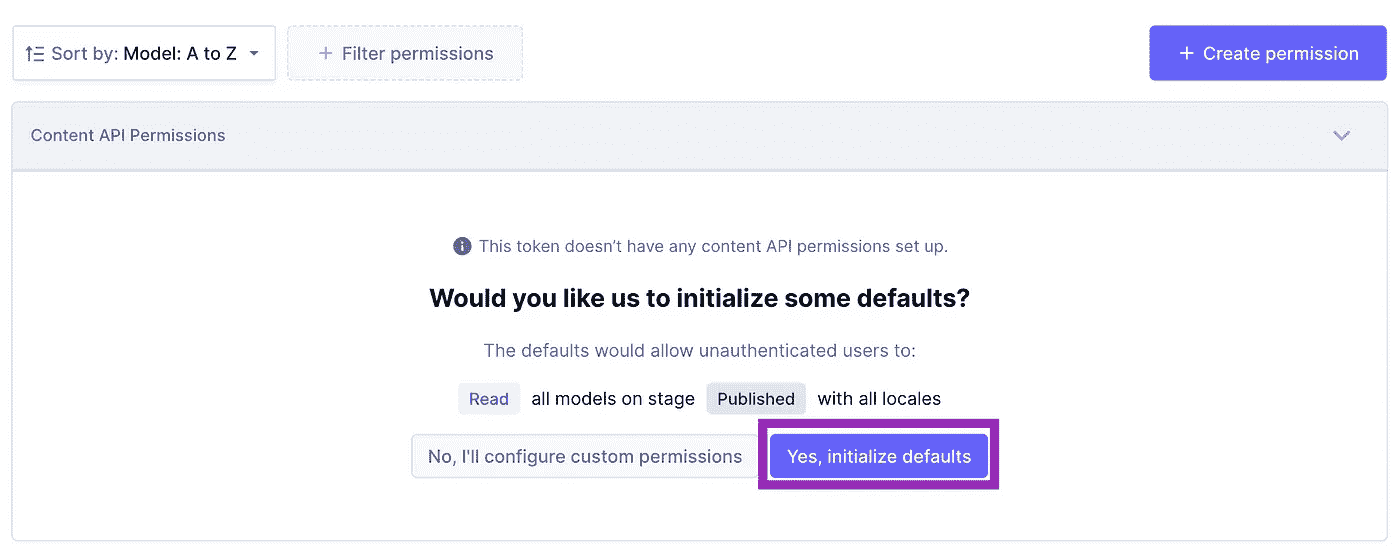 Sort by: Model: A to Z
+ Filter permissions
+ Create permission
Content API Permissions
This token doesn’t have any content API permissions set up.
Would you like us to initialize some defaults?
The defaults would allow unauthenticated users to:
Read all models on stage Published with all locales
No, I'll configure custom permissions
Yes, initialize defaults